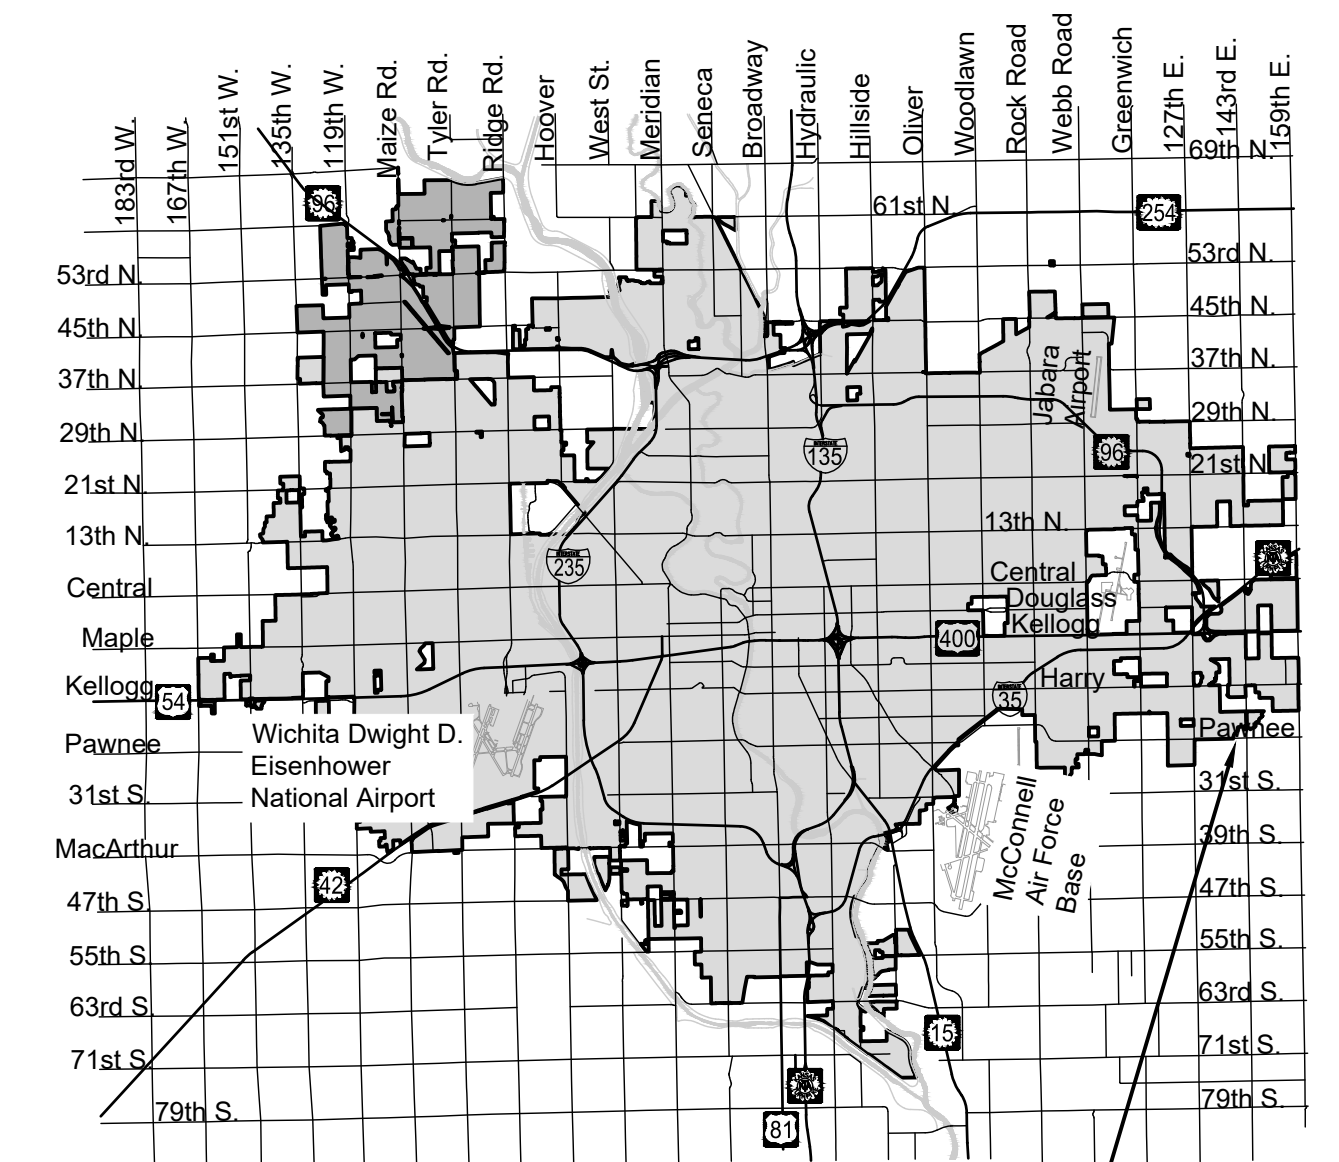 183rd W.
167th W.
151st W.
135th W.
119th W.
Maize Rd.
Tyler Rd.
Ridge Rd.
Hoover
West St.
Meridian
Seneca
Broadway
Hydraulic
Hillside
Oliver
Woodlawn
Rock Road
Webb Road
Greenwich
127th E.
143rd E.
159th E.
69th N.
96
61st N.
254
53rd N.
53rd N.
45th N.
45th N.
37th N.
37th N.
Jabara
Airport
29th N.
29th N.
INTERSTATE
135
96
21st N.
21st N.
13th N.
13th N.
INTERSTATE
235
Central
Central
Douglass
Maple
Kellogg
400
Kellogg
54
Harry
INTERSTATE
35
Wichita Dwight D.
Eisenhower
National Airport
Pawnee
Pawnee
31st S.
31st S.
McConnell
Air Force
Base
MacArthur
39th S.
42
47th S.
47th S.
55th S.
55th S.
63rd S.
63rd S.
15
71st S.
71st S.
79th S.
79th S.
81